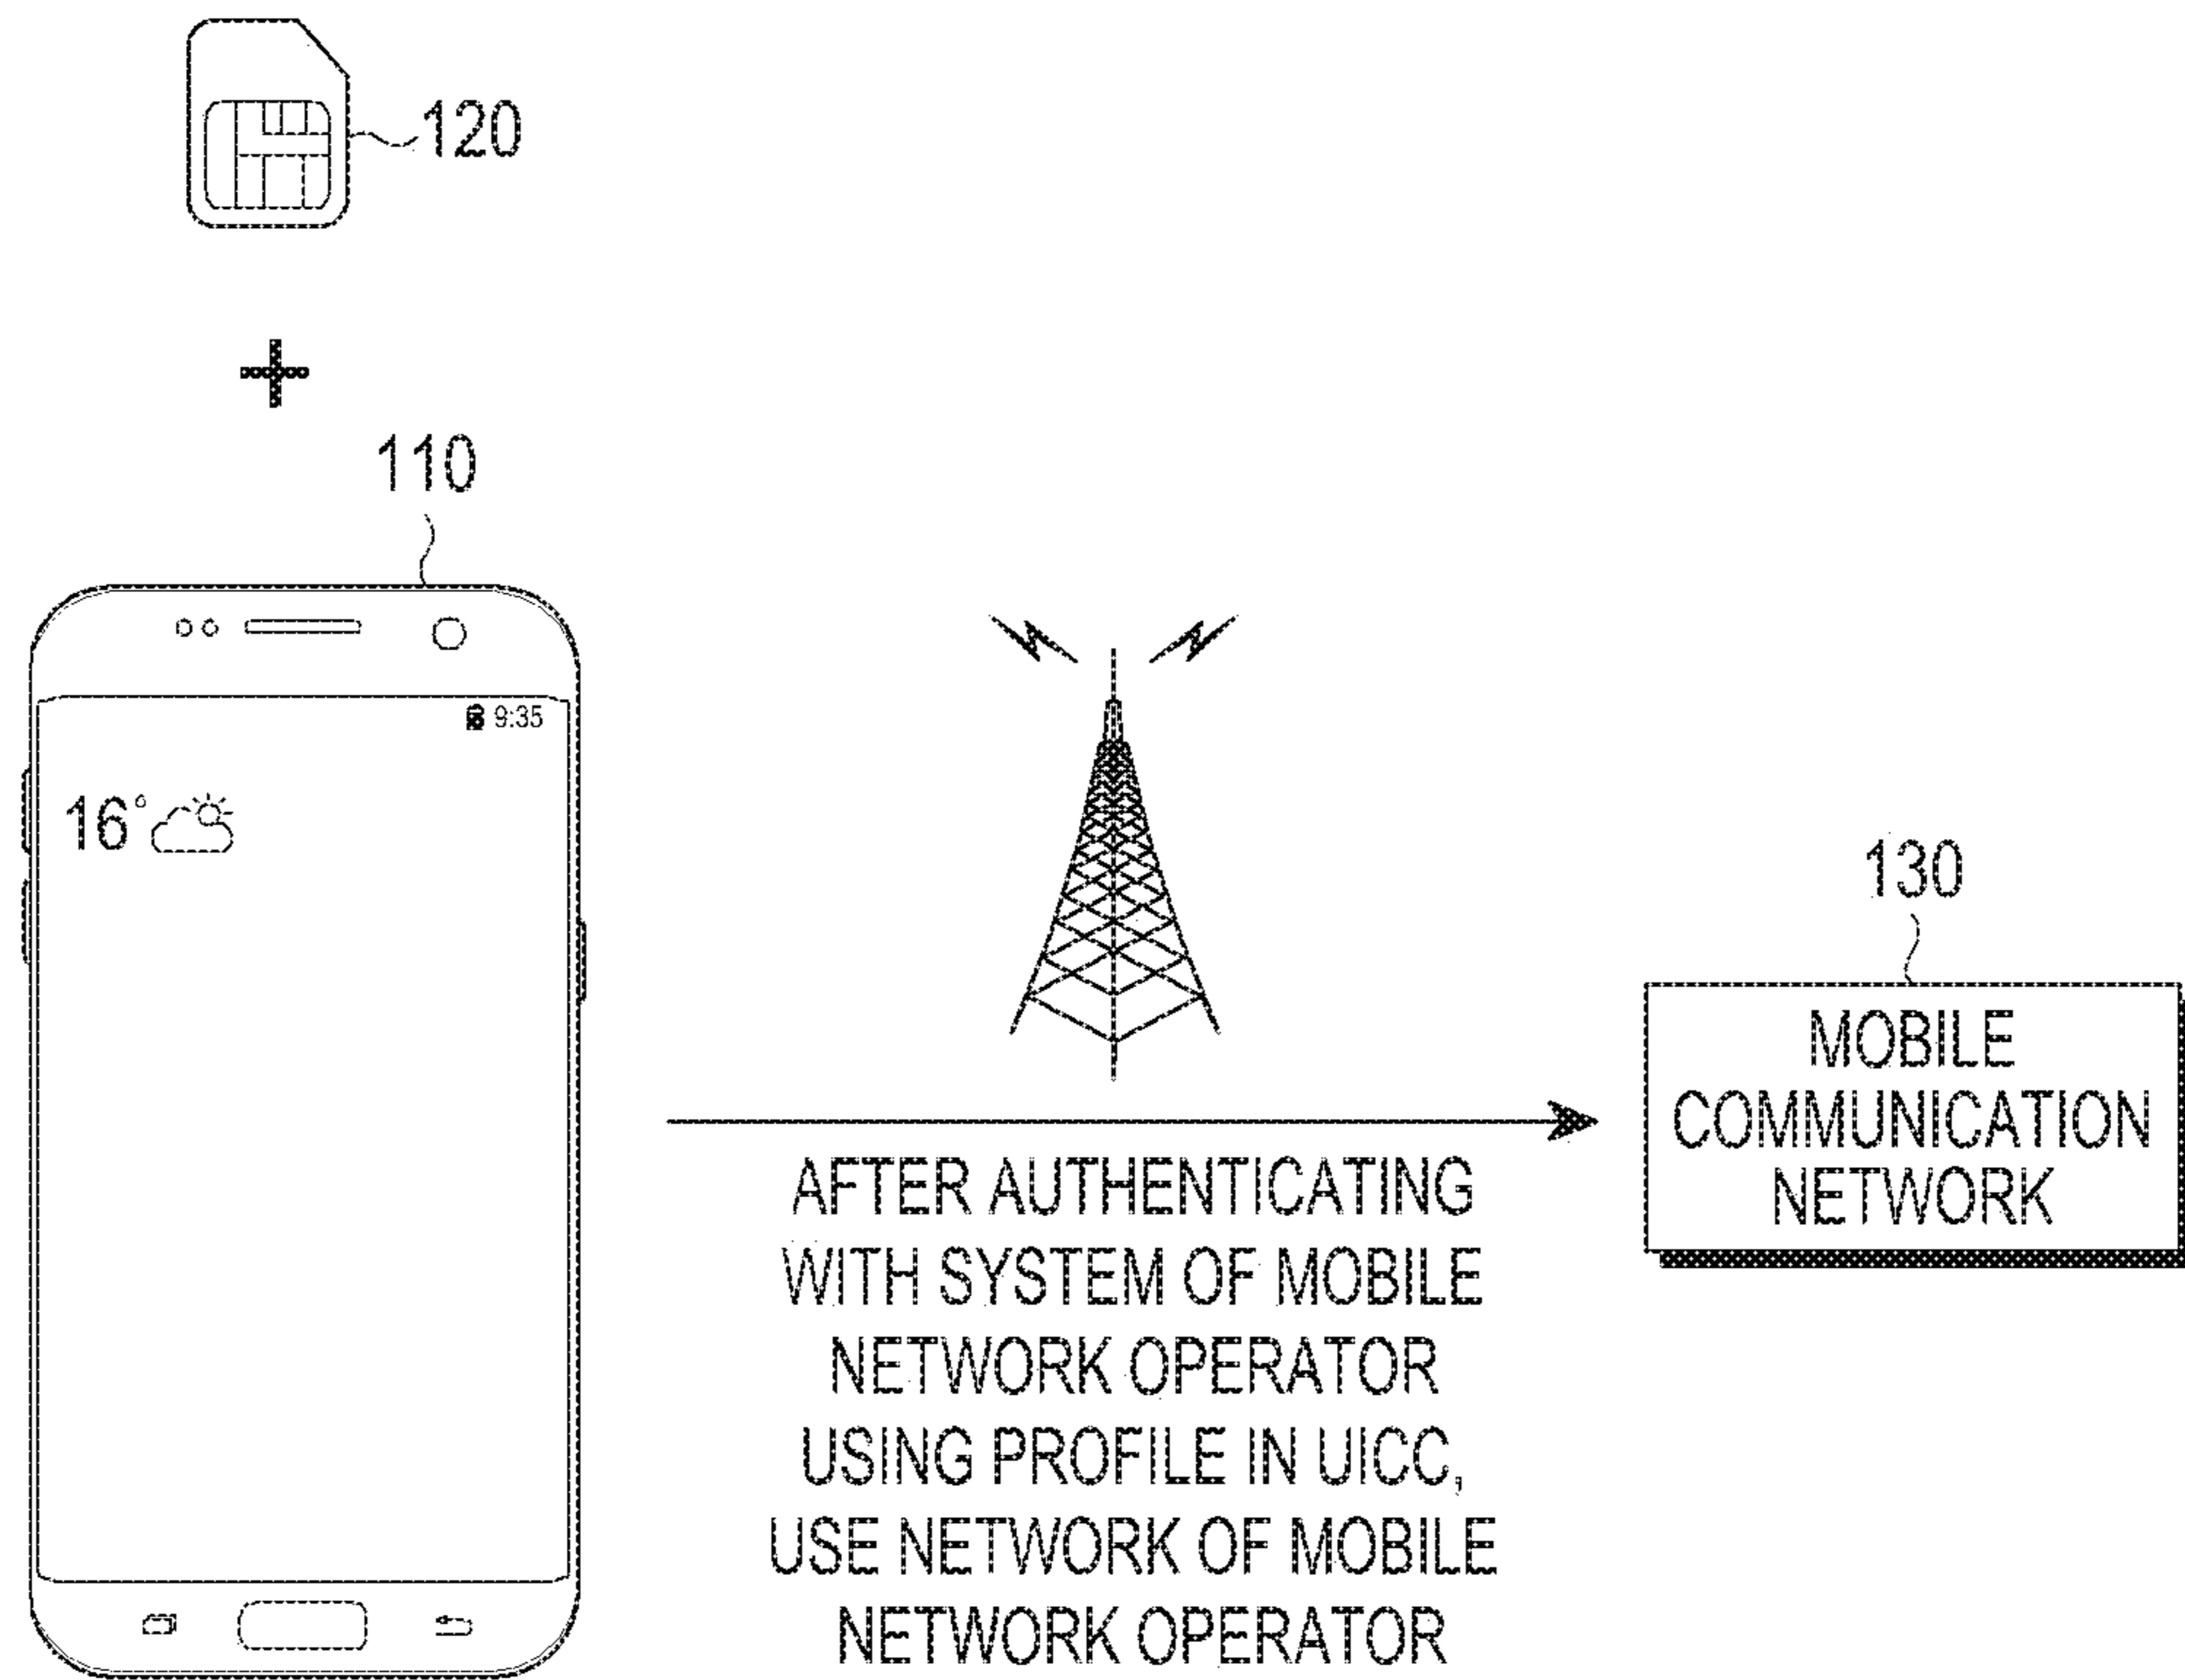 120
+
110
9:35
16°
130
MOBILE
COMMUNICATION
NETWORK
AFTER AUTHENTICATING
WITH SYSTEM OF MOBILE
NETWORK OPERATOR
USING PROFILE IN UICC,
USE NETWORK OF MOBILE
NETWORK OPERATOR